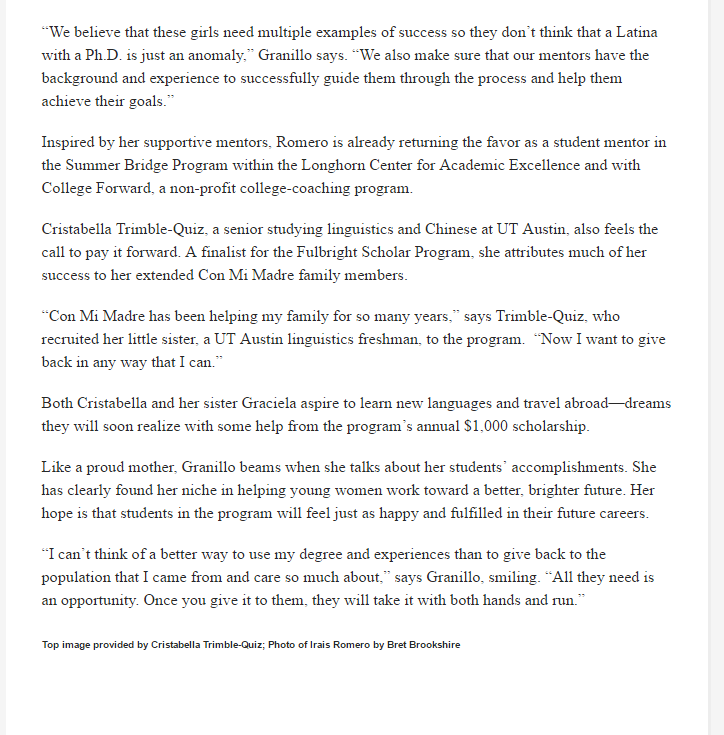 “We believe that these girls need multiple examples of success so they don’t think that a Latina
with a Ph.D. is just an anomaly,” Granillo says. “We also make sure that our mentors have the
background and experience to successfully guide them through the process and help them
achieve their goals.”
Inspired by her supportive mentors, Romero is already returning the favor as a student mentor in
the Summer Bridge Program within the Longhorn Center for Academic Excellence and with
College Forward, a non-profit college-coaching program.
Cristabella Trimble-Quiz, a senior studying linguistics and Chinese at UT Austin, also feels the
call to pay it forward. A finalist for the Fulbright Scholar Program, she attributes much of her
success to her extended Con Mi Madre family members.
“Con Mi Madre has been helping my family for so many years,” says Trimble-Quiz, who
recruited her little sister, a UT Austin linguistics freshman, to the program.  “Now I want to give
back in any way that I can.”
Both Cristabella and her sister Graciela aspire to learn new languages and travel abroad—dreams
they will soon realize with some help from the program’s annual $1,000 scholarship.
Like a proud mother, Granillo beams when she talks about her students’ accomplishments. She
has clearly found her niche in helping young women work toward a better, brighter future. Her
hope is that students in the program will feel just as happy and fulfilled in their future careers.
“I can’t think of a better way to use my degree and experiences than to give back to the
population that I came from and care so much about,” says Granillo, smiling. “All they need is
an opportunity. Once you give it to them, they will take it with both hands and run.”
Top image provided by Cristabella Trimble-Quiz; Photo of Irais Romero by Bret Brookshire